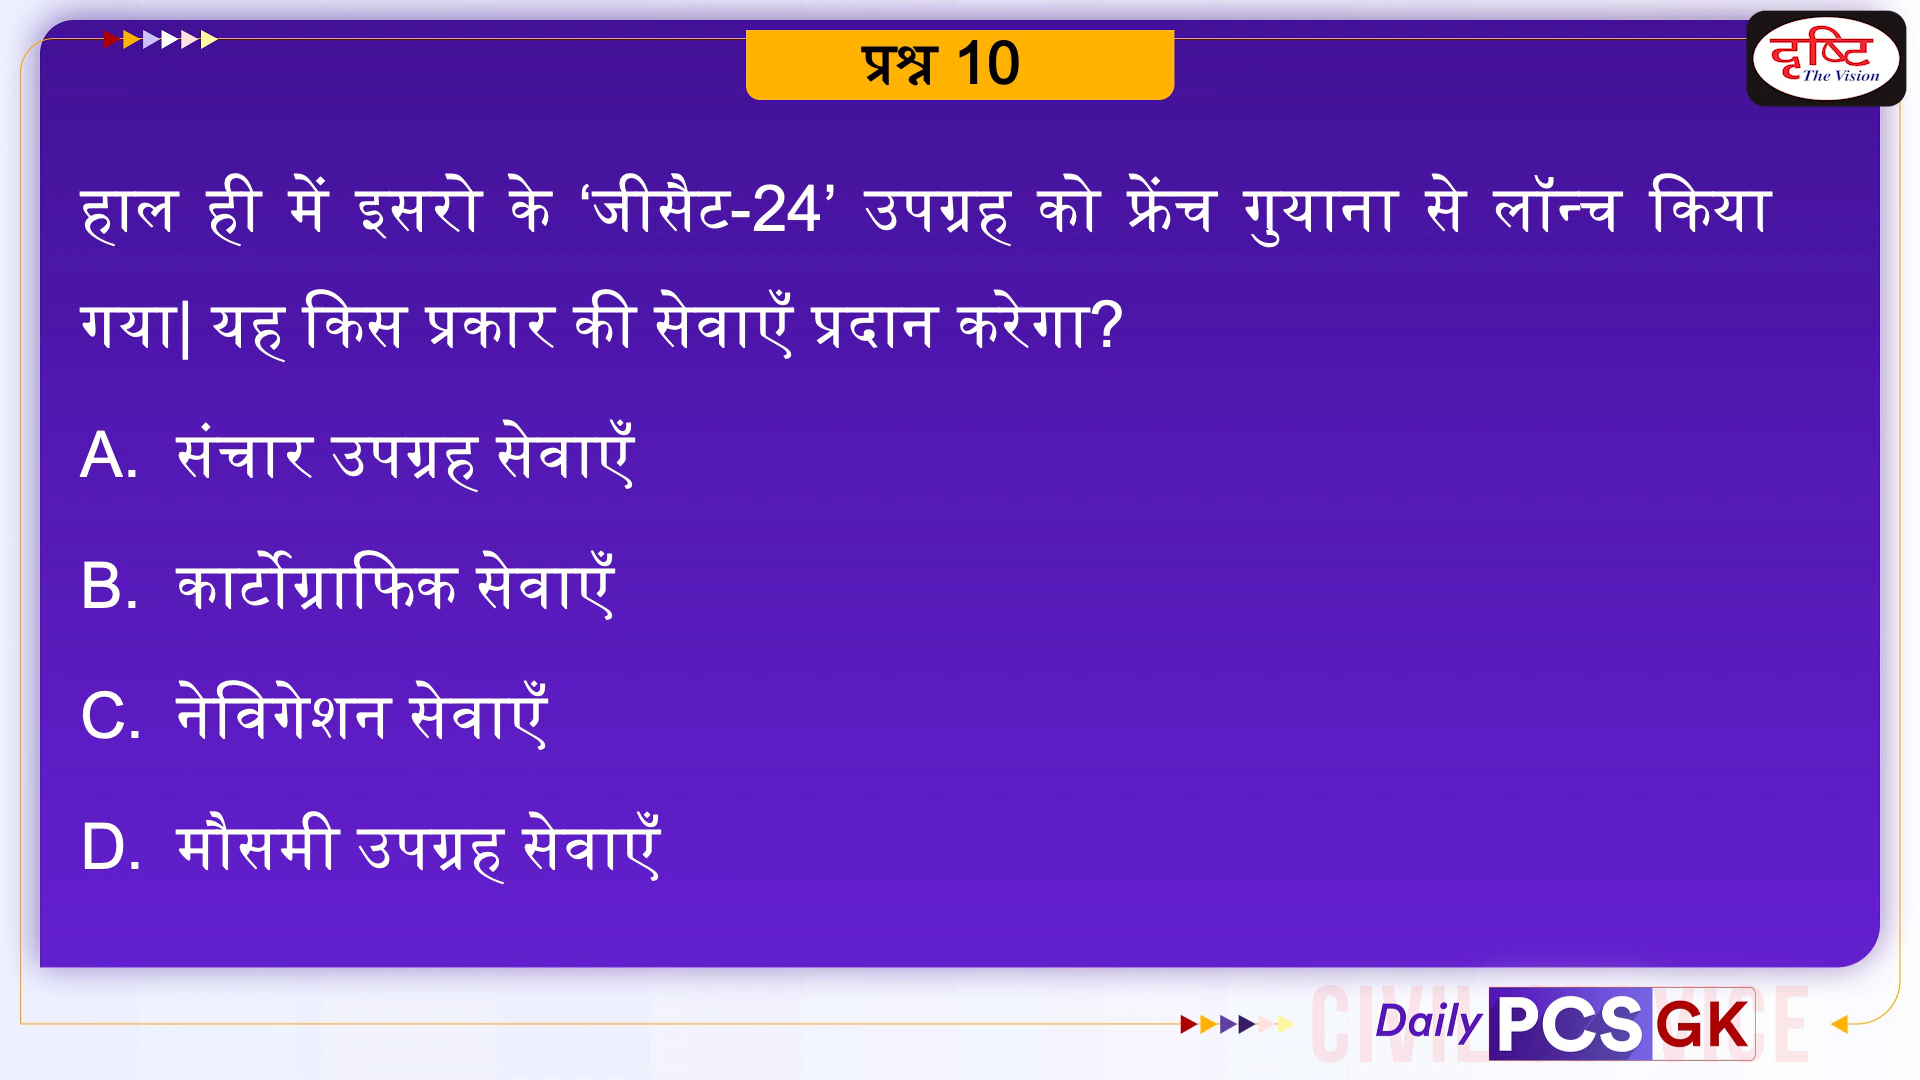 प्रश्न 10
दृष्टि
The Vision
हाल ही में इसरो के ‘जीसैट-24’ उपग्रह को फ्रेंच गुयाना से लॉन्च किया
गया| यह किस प्रकार की सेवाएँ प्रदान करेगा?
A. संचार उपग्रह सेवाएँ
B. कार्टोग्राफिक सेवाएँ
C. नेविगेशन सेवाएँ
D. मौसमी उपग्रह सेवाएँ
Daily PCS GK